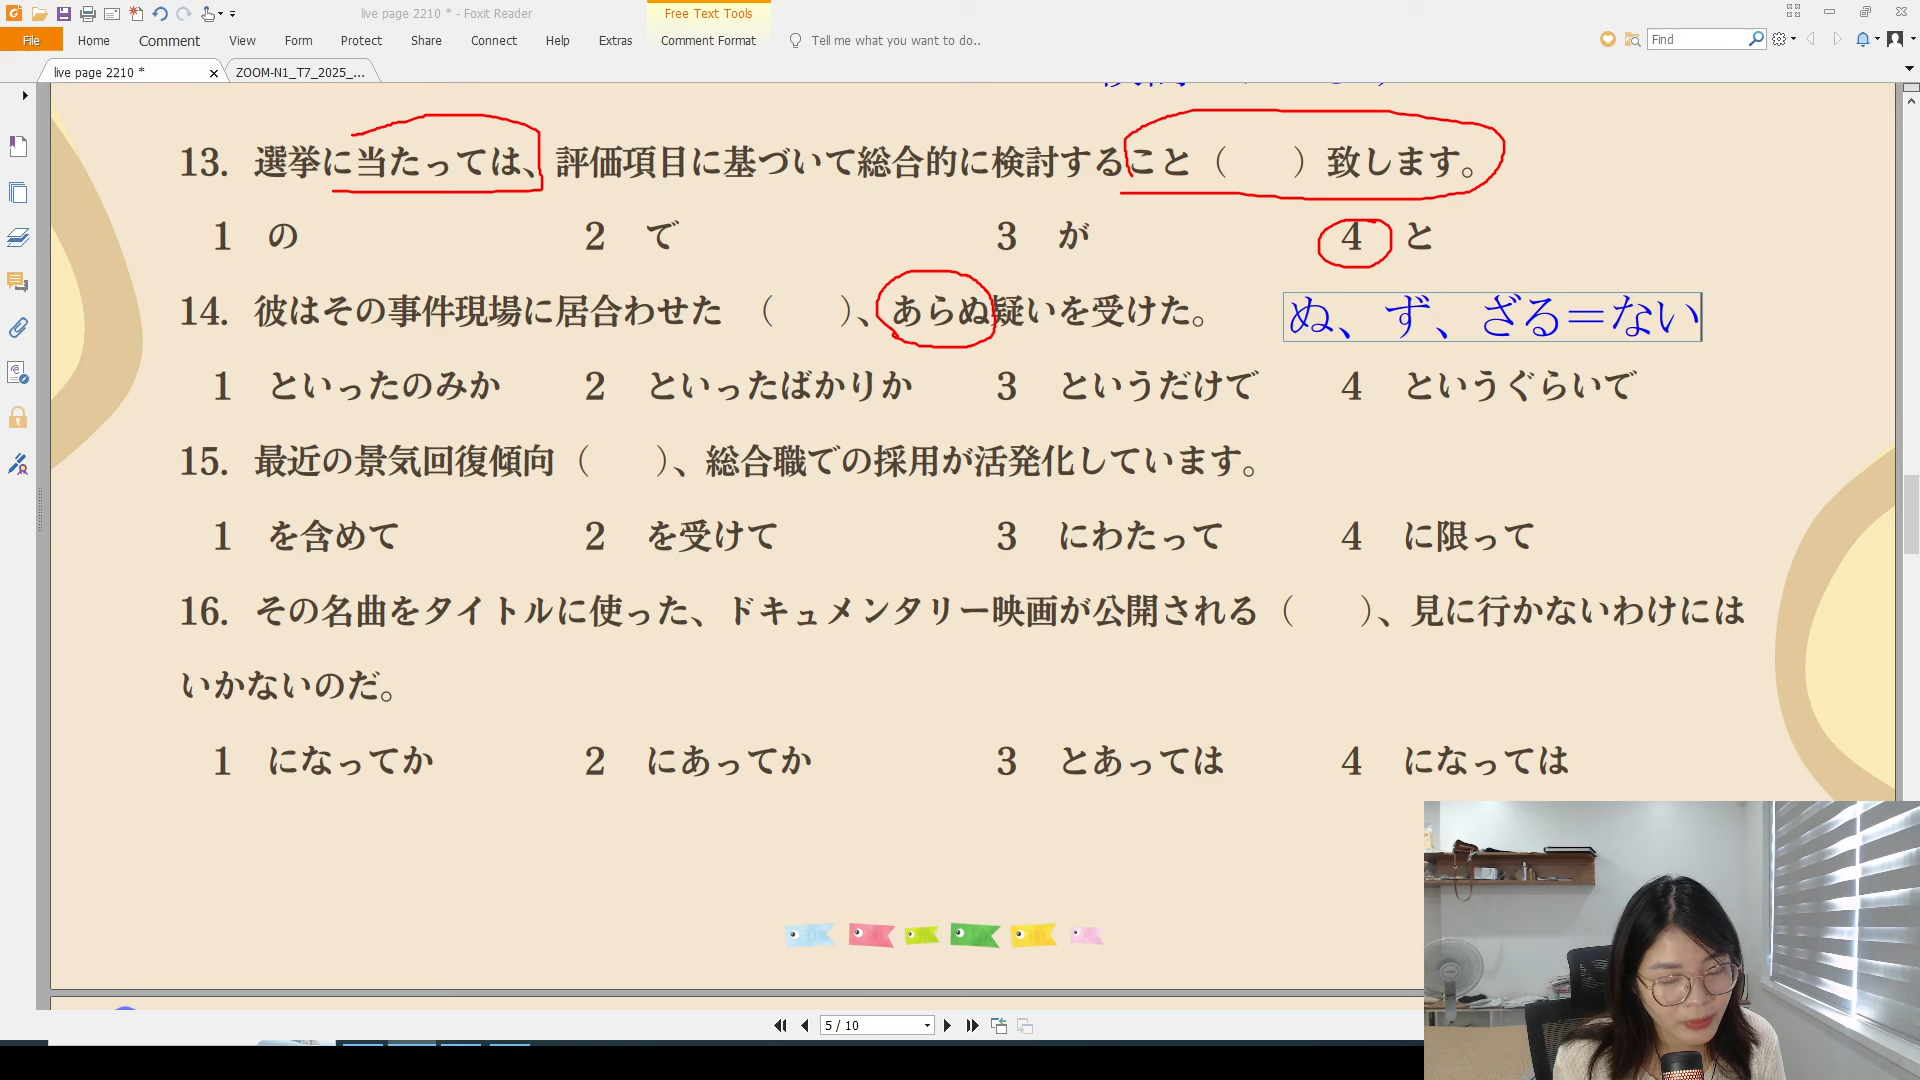 live page 2210 * - Foxit Reader
Free Text Tools
File Home Comment View Form Protect Share Connect Help Extras Comment Format Tell me what you want to do.. Find
live page 2210 * ZOOM-N1_T7_2025_...
13. 選挙に当たっては、評価項目に基づいて総合的に検討すること（　　）致します。
1 の 2 で 3 が 4 と
14. 彼はその事件現場に居合わせた（　　）、あらぬ疑いを受けた。 ぬ、ず、ざる＝ない
1 といったのみか 2 といったばかりか 3 というだけで 4 というぐらいで
15. 最近の景気回復傾向（　　）、総合職での採用が活発化しています。
1 を含めて 2 を受けて 3 にわたって 4 に限って
16. その名曲をタイトルに使った、ドキュメンタリー映画が公開される（　　）、見に行かないわけには
いかないのだ。
1 になってか 2 にあってか 3 とあっては 4 になっては
5 / 10